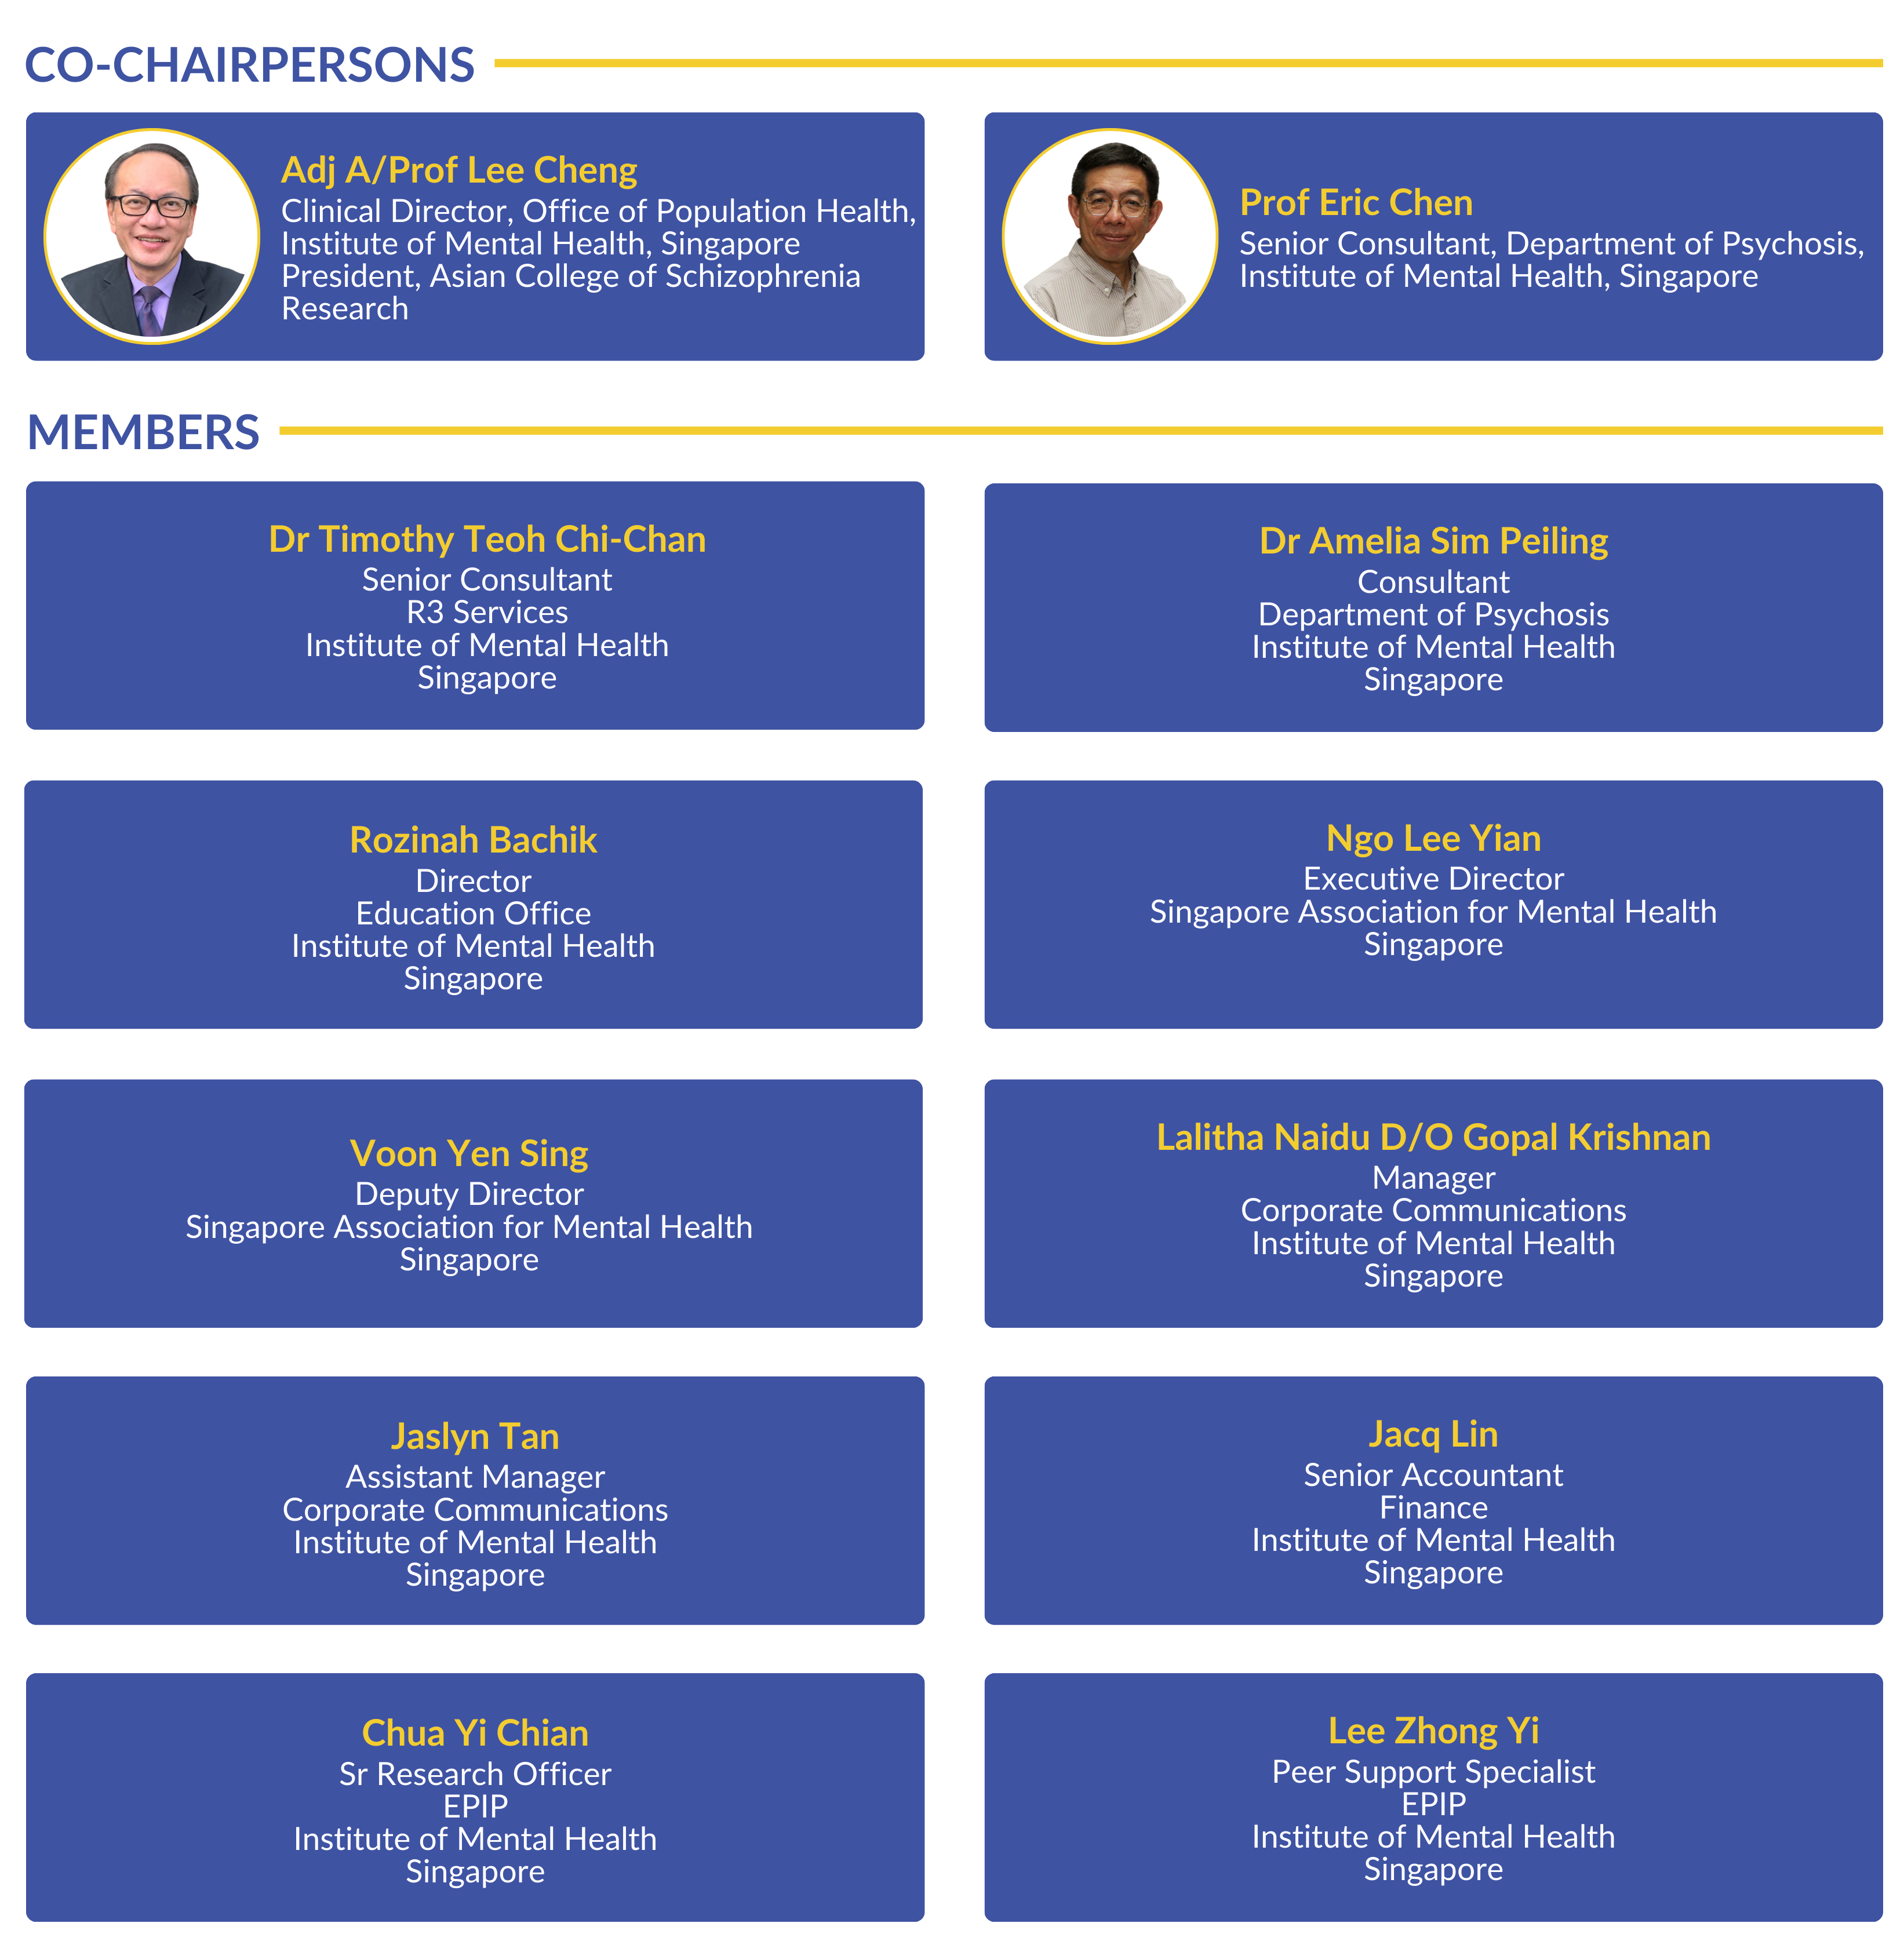 CO-CHAIRPERSONS
Adj A/Prof Lee Cheng
Clinical Director, Office of Population Health,
Institute of Mental Health, Singapore
President, Asian College of Schizophrenia
Research
Prof Eric Chen
Senior Consultant, Department of Psychosis,
Institute of Mental Health, Singapore
MEMBERS
Dr Timothy Teoh Chi-Chan
Senior Consultant
R3 Services
Institute of Mental Health
Singapore
Dr Amelia Sim Peiling
Consultant
Department of Psychosis
Institute of Mental Health
Singapore
Rozinah Bachik
Director
Education Office
Institute of Mental Health
Singapore
Ngo Lee Yian
Executive Director
Singapore Association for Mental Health
Singapore
Voon Yen Sing
Deputy Director
Singapore Association for Mental Health
Singapore
Lalitha Naidu D/O Gopal Krishnan
Manager
Corporate Communications
Institute of Mental Health
Singapore
Jaslyn Tan
Assistant Manager
Corporate Communications
Institute of Mental Health
Singapore
Jacq Lin
Senior Accountant
Finance
Institute of Mental Health
Singapore
Chua Yi Chian
Sr Research Officer
EPIP
Institute of Mental Health
Singapore
Lee Zhong Yi
Peer Support Specialist
EPIP
Institute of Mental Health
Singapore